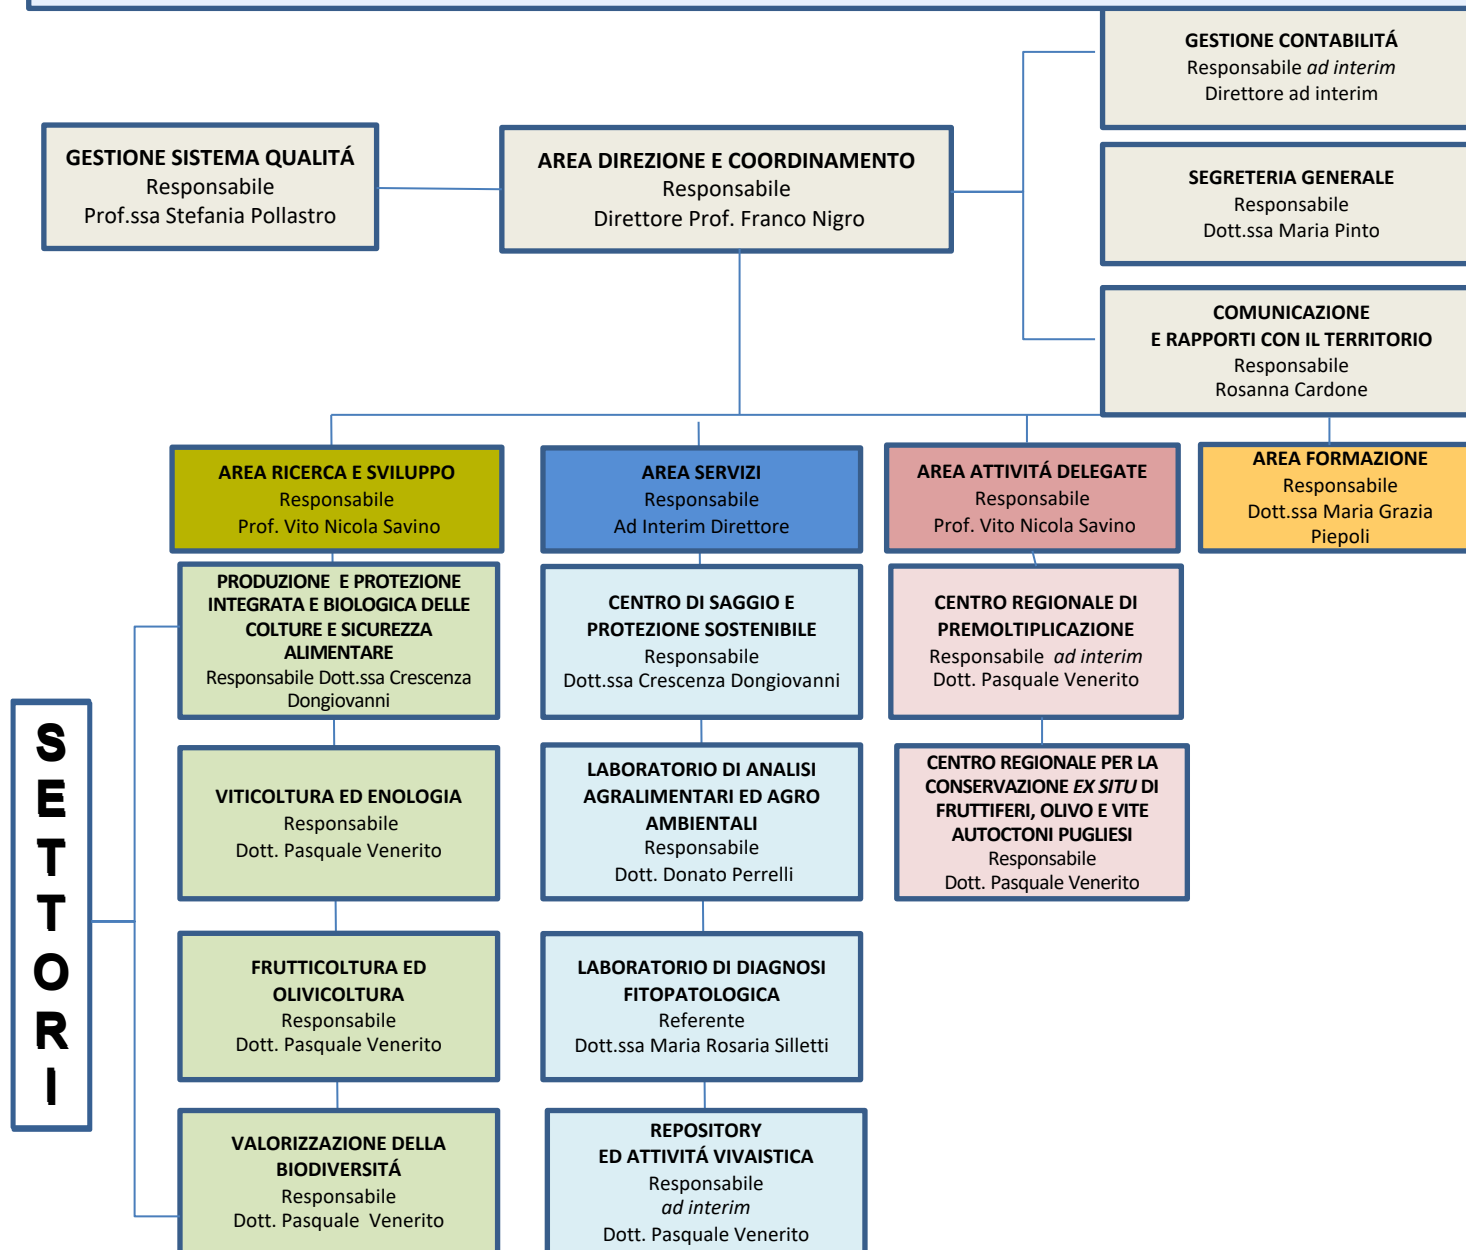 GESTIONE CONTABILITÁ
Responsabile ad interim
Direttore ad interim
GESTIONE SISTEMA QUALITÁ
Responsabile
Prof.ssa Stefania Pollastro
AREA DIREZIONE E COORDINAMENTO
Responsabile
Direttore Prof. Franco Nigro
SEGRETERIA GENERALE
Responsabile
Dott.ssa Maria Pinto
COMUNICAZIONE
E RAPPORTI CON IL TERRITORIO
Responsabile
Rosanna Cardone
AREA RICERCA E SVILUPPO
Responsabile
Prof. Vito Nicola Savino
AREA SERVIZI
Responsabile
Ad Interim Direttore
AREA ATTIVITÁ DELEGATE
Responsabile
Prof. Vito Nicola Savino
AREA FORMAZIONE
Responsabile
Dott.ssa Maria Grazia
Piepoli
SETTORI
PRODUZIONE E PROTEZIONE
INTEGRATA E BIOLOGICA DELLE
COLTURE E SICUREZZA
ALIMENTARE
Responsabile Dott.ssa Crescenza
Dongiovanni
VITICOLTURA ED ENOLOGIA
Responsabile
Dott. Pasquale Venerito
FRUTTICOLTURA ED
OLIVICOLTURA
Responsabile
Dott. Pasquale Venerito
VALORIZZAZIONE DELLA
BIODIVERSITÁ
Responsabile
Dott. Pasquale Venerito
CENTRO DI SAGGIO E
PROTEZIONE SOSTENIBILE
Responsabile
Dott.ssa Crescenza Dongiovanni
LABORATORIO DI ANALISI
AGRALIMENTARI ED AGRO
AMBIENTALI
Responsabile
Dott. Donato Perrelli
LABORATORIO DI DIAGNOSI
FITOPATOLOGICA
Referente
Dott.ssa Maria Rosaria Silletti
REPOSITORY
ED ATTIVITÁ VIVAISTICA
Responsabile
ad interim
Dott. Pasquale Venerito
CENTRO REGIONALE DI
PREMOLTIPLICAZIONE
Responsabile ad interim
Dott. Pasquale Venerito
CENTRO REGIONALE PER LA
CONSERVAZIONE EX SITU DI
FRUTTIFERI, OLIVO E VITE
AUTOCTONI PUGLIESI
Responsabile
Dott. Pasquale Venerito